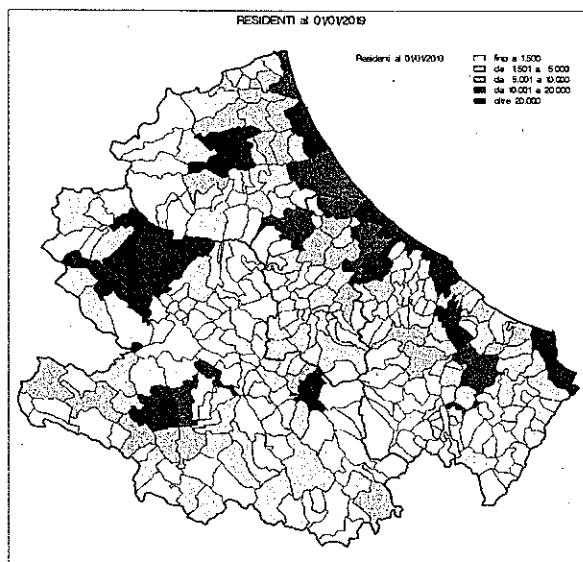 RESIDENTI al 01/01/2019
Residenti al 01/01/2019
fino a 1.500
da 1.501 a 5.000
da 5.001 a 10.000
da 10.001 a 20.000
oltre 20.000